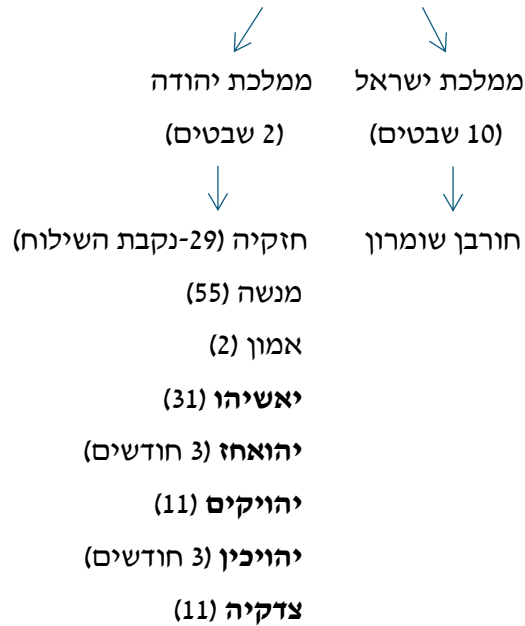 ממלכת ישראל
(10 שבטים)
חורבן שומרון
ממלכת יהודה
(2 שבטים)
חזקיה (29-נקבת השילוח)
מנשה (55)
אמון (2)
יאשיהו (31)
יהואחז (3 חודשים)
יהויקים (11)
יהויכין (3 חודשים)
צדקיה (11)